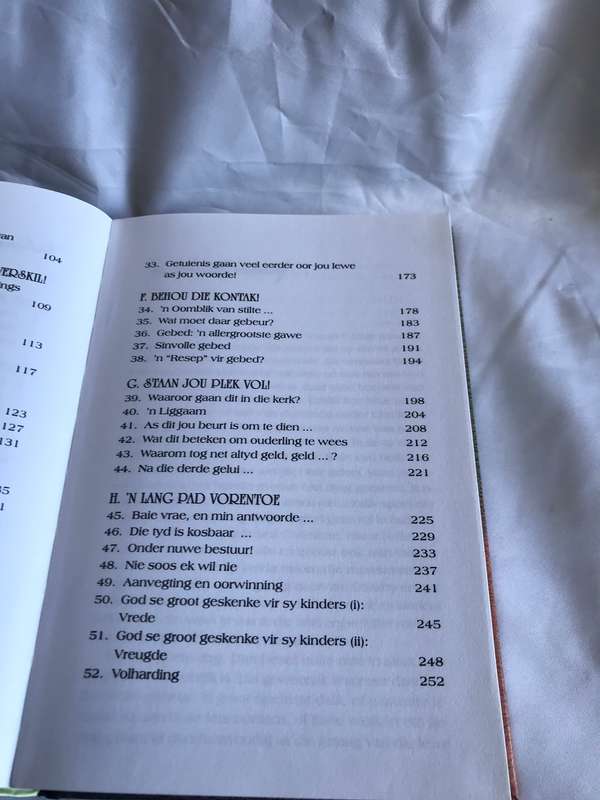 104
VERSKIL!
109
113
117
123
127
131
33. Getuienis gaan veel eerder oor jou lewe
as jou woorde! 173
F. BEHOU DIE KONTAK!
34. 'n Oomblik van stilte ... 178
35. Wat moet daar gebeur? 183
36. Gebed: 'n allergrootste gawe 187
37. Sinvolle gebed 191
38. 'n "Resep" vir gebed? 194
G. STAAN JOU PLEK VOL!
39. Waaroor gaan dit in die kerk? 198
40. 'n Liggaam 204
41. As dit jou beurt is om te dien ... 208
42. Wat dit beteken om ouderling te wees 212
43. Waarom tog net altyd geld, geld ... ? 216
44. Na die derde gelui ... 221
H. 'N LANG PAD VORENTOE
45. Baie vrae, en min antwoorde ... 225
46. Die tyd is kosbaar ... 229
47. Onder nuwe bestuur! 233
48. Nie soos ek wil nie 237
49. Aanvegting en oorwinning 241
50. God se groot geskenke vir sy kinders (i):
Vrede 245
51. God se groot geskenke vir sy kinders (ii):
Vreugde 248
52. Volharding 252